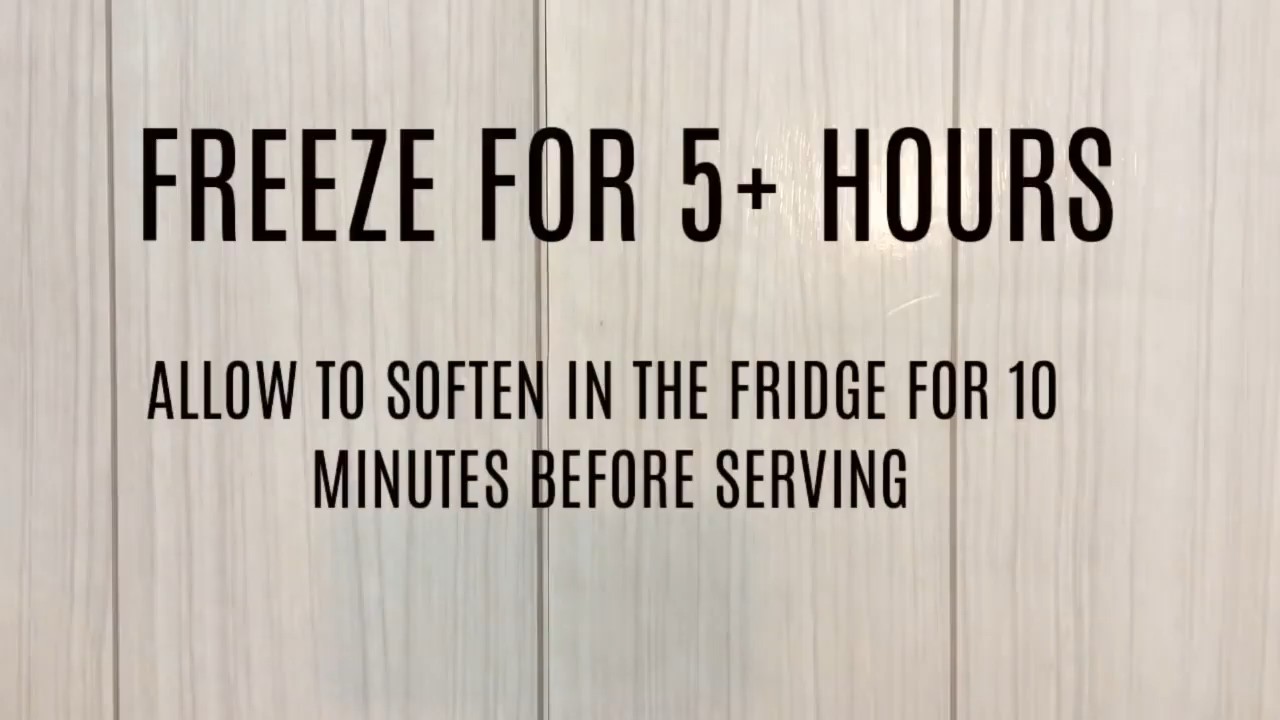 FREEZE FOR 5+ HOURS
ALLOW TO SOFTEN IN THE FRIDGE FOR 10
MINUTES BEFORE SERVING